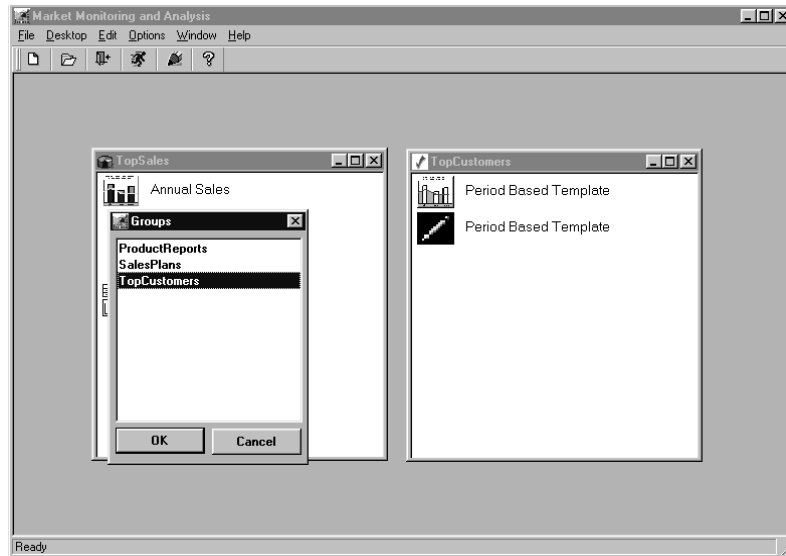 Market Monitoring and Analysis
File Desktop Edit Options Window Help
TopSales
Annual Sales
Groups
ProductReports
SalesPlans
TopCustomers
OK Cancel
TopCustomers
Period Based Template
Period Based Template
Ready